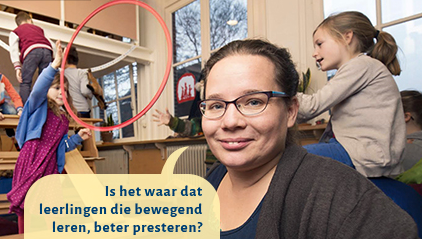 Is het waar dat
leerlingen die bewegend
leren, beter presteren?